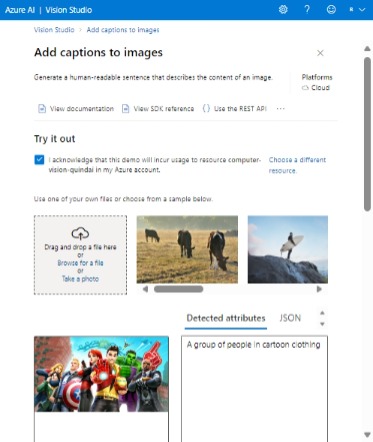 Azure AI | Vision Studio
Vision Studio > Add captions to images
Add captions to images
Generate a human-readable sentence that describes the content of an image.
Platforms
Cloud
View documentation
View SDK reference
Use the REST API
Try it out
I acknowledge that this demo will incur usage to resource computer-
vision-quindai in my Azure account.
Choose a different
resource.
Use one of your own files or choose from a sample below.
Drag and drop a file here
or
Browse for a file
or
Take a photo
Detected attributes
JSON
A group of people in cartoon clothing